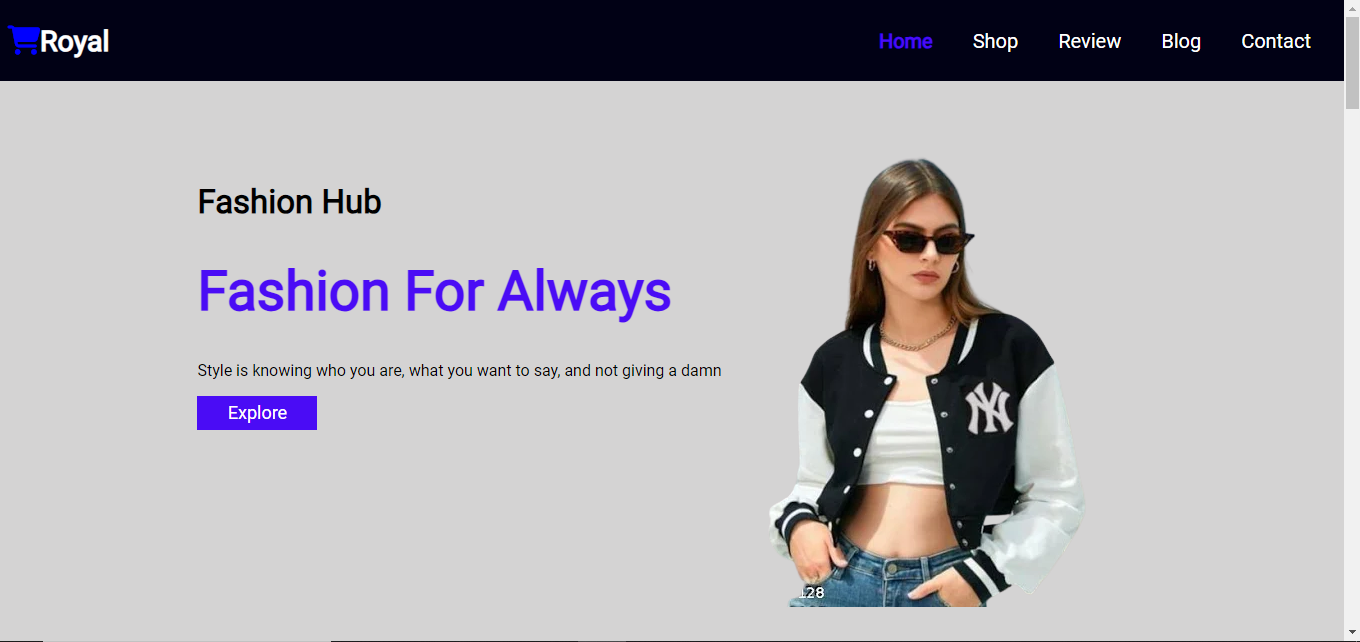 Royal
Home Shop Review Blog Contact
Fashion Hub
Fashion For Always
Style is knowing who you are, what you want to say, and not giving a damn
Explore
NY
128